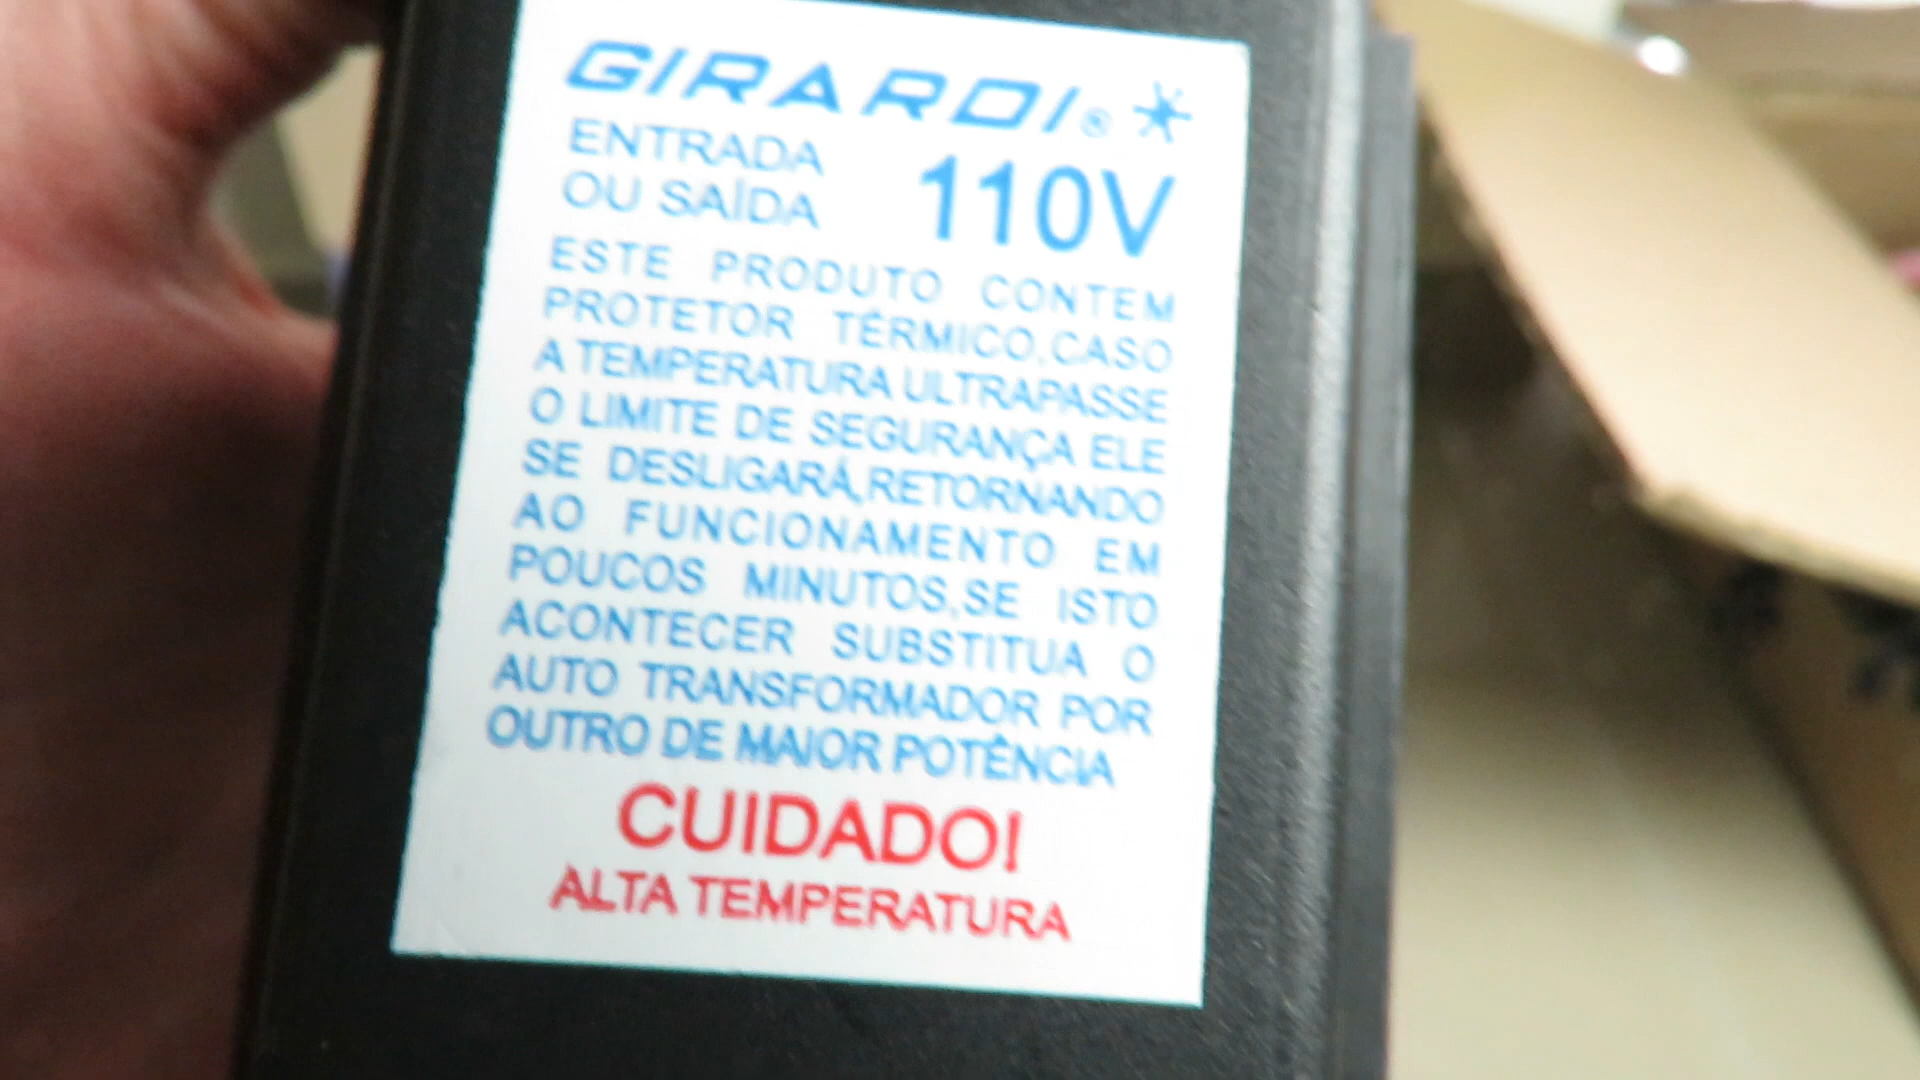 GIRARDI®
ENTRADA
OU SAÍDA 110V
ESTE PRODUTO CONTEM
PROTETOR TÉRMICO,CASO
A TEMPERATURA ULTRAPASSE
O LIMITE DE SEGURANÇA ELE
SE DESLIGARÁ,RETORNANDO
AO FUNCIONAMENTO EM
POUCOS MINUTOS,SE ISTO
ACONTECER SUBSTITUA O
AUTO TRANSFORMADOR POR
OUTRO DE MAIOR POTÊNCIA
CUIDADO!
ALTA TEMPERATURA